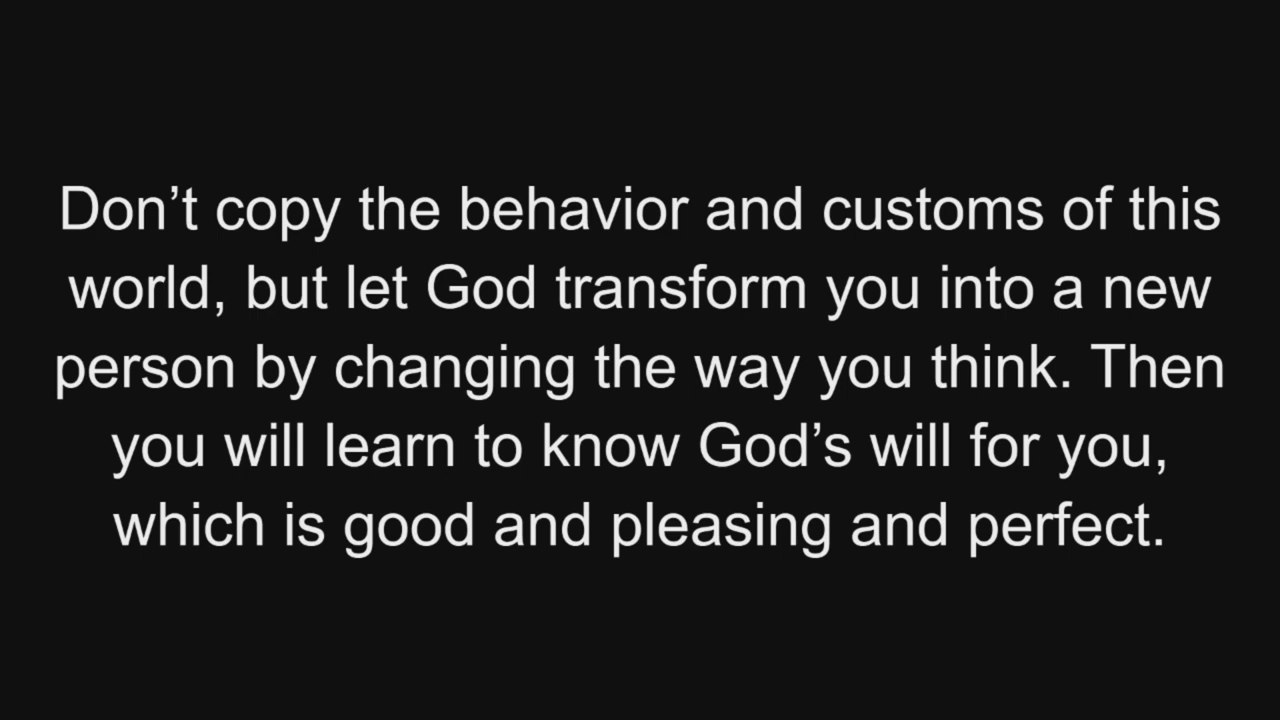 Don’t copy the behavior and customs of this
world, but let God transform you into a new
person by changing the way you think. Then
you will learn to know God’s will for you,
which is good and pleasing and perfect.